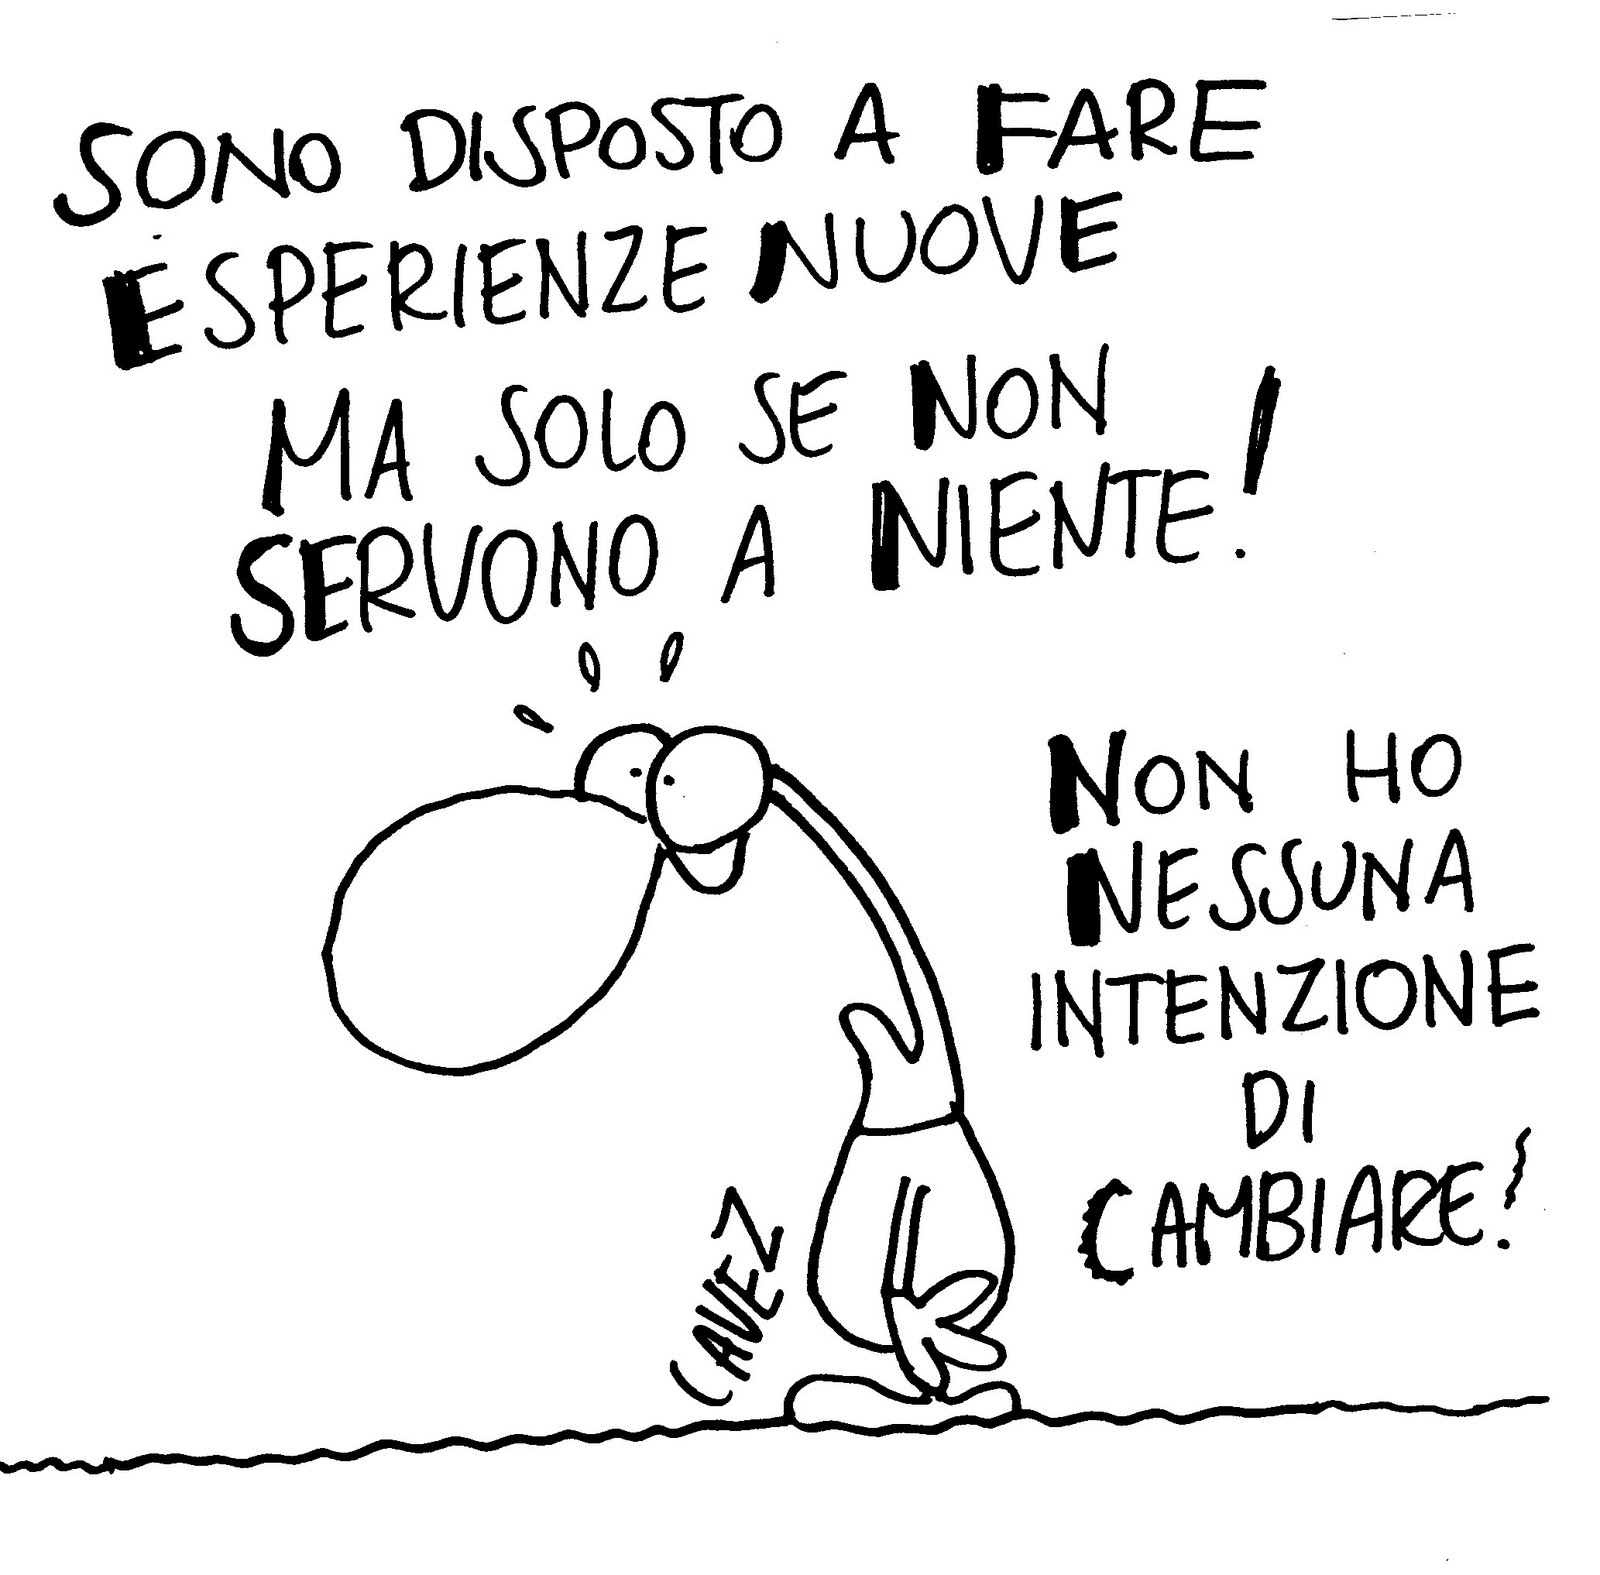 SONO DISPOSTO A FARE
ESPERIENZE NUOVE
MA SOLO SE NON
SERVONO A NIENTE!
NON HO
NESSUNA
INTENZIONE
DI
CAMBIARE!
CAVEZ